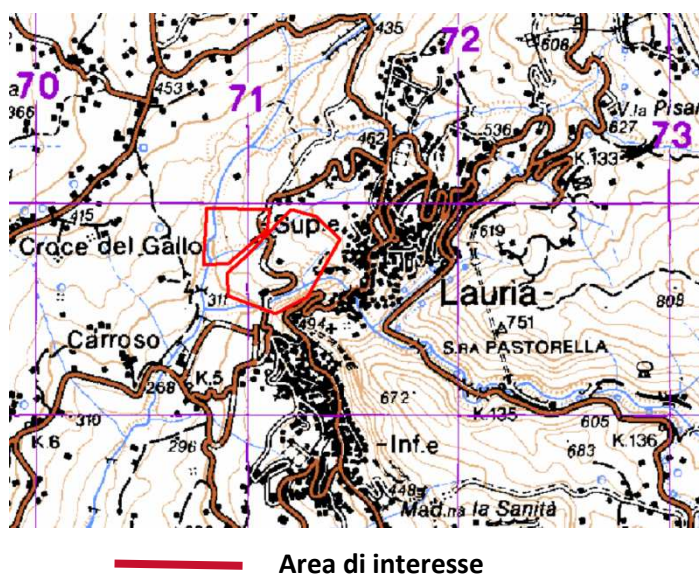 72
435
608
70
453
71
V.la Pisan
627
73
462
536
K.133
415
Sup.e
619
Croce del Gallo
311
Lauria
808
494
751
S.RA PASTORELLA
Carroso
K.5
268
672
310
K.135
605
K.6
296
Inf.e
683
K.136
448
Mad.na la Sanità
Area di interesse